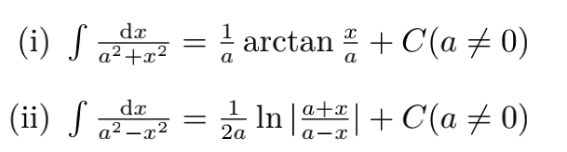 (i) ∫ dx/(a²+x²) = 1/a arctan x/a + C(a ≠ 0)
(ii) ∫ dx/(a²−x²) = 1/2a ln |a+x/a−x| + C(a ≠ 0)